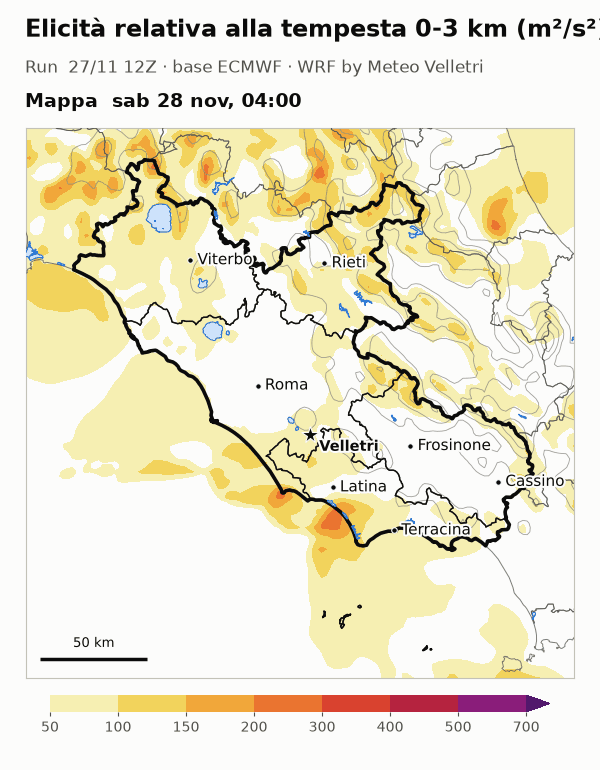 Elicità relativa alla tempesta 0-3 km (m²/s²)
Run  27/11 12Z · base ECMWF · WRF by Meteo Velletri
Mappa  sab 28 nov, 04:00
Viterbo
Rieti
Roma
Velletri
Frosinone
Latina
Cassino
Terracina
50 km
50 100 150 200 300 400 500 700